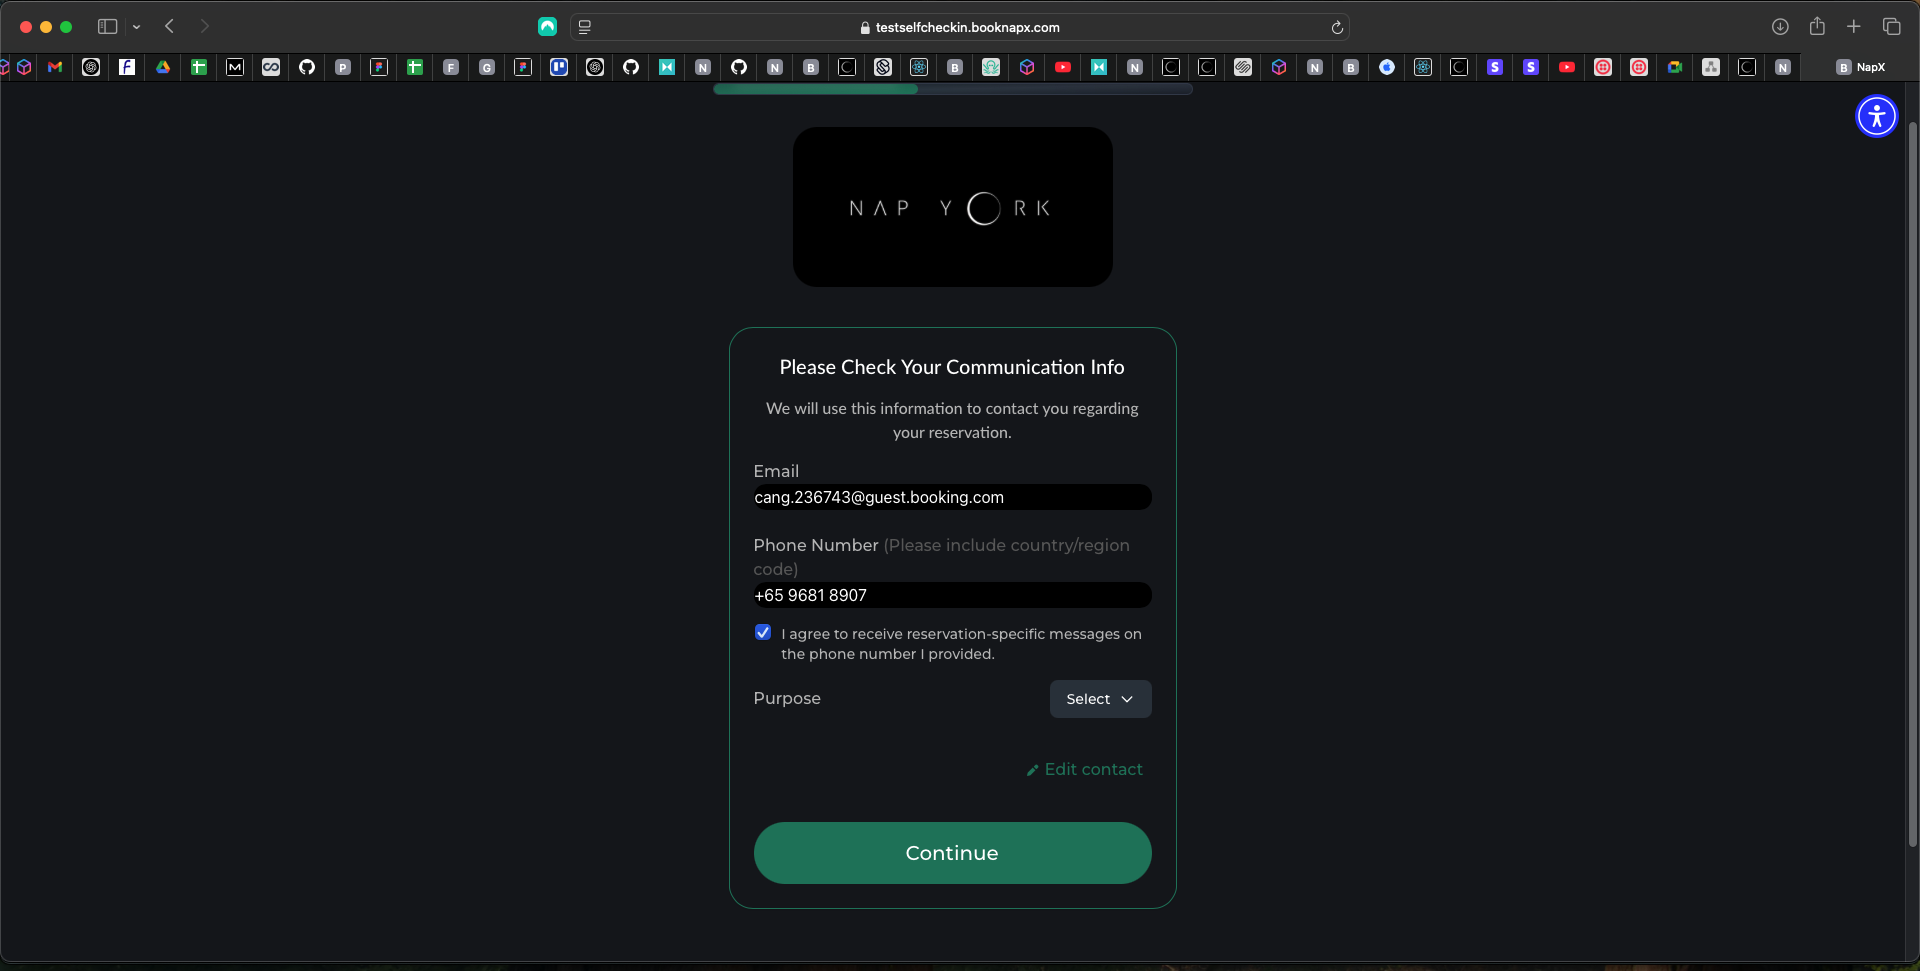 testselfcheckin.booknapx.com
NapX
NAP YORK
Please Check Your Communication Info
We will use this information to contact you regarding
your reservation.
Email
cang.236743@guest.booking.com
Phone Number (Please include country/region
code)
+65 9681 8907
I agree to receive reservation-specific messages on
the phone number I provided.
Purpose
Select
Edit contact
Continue